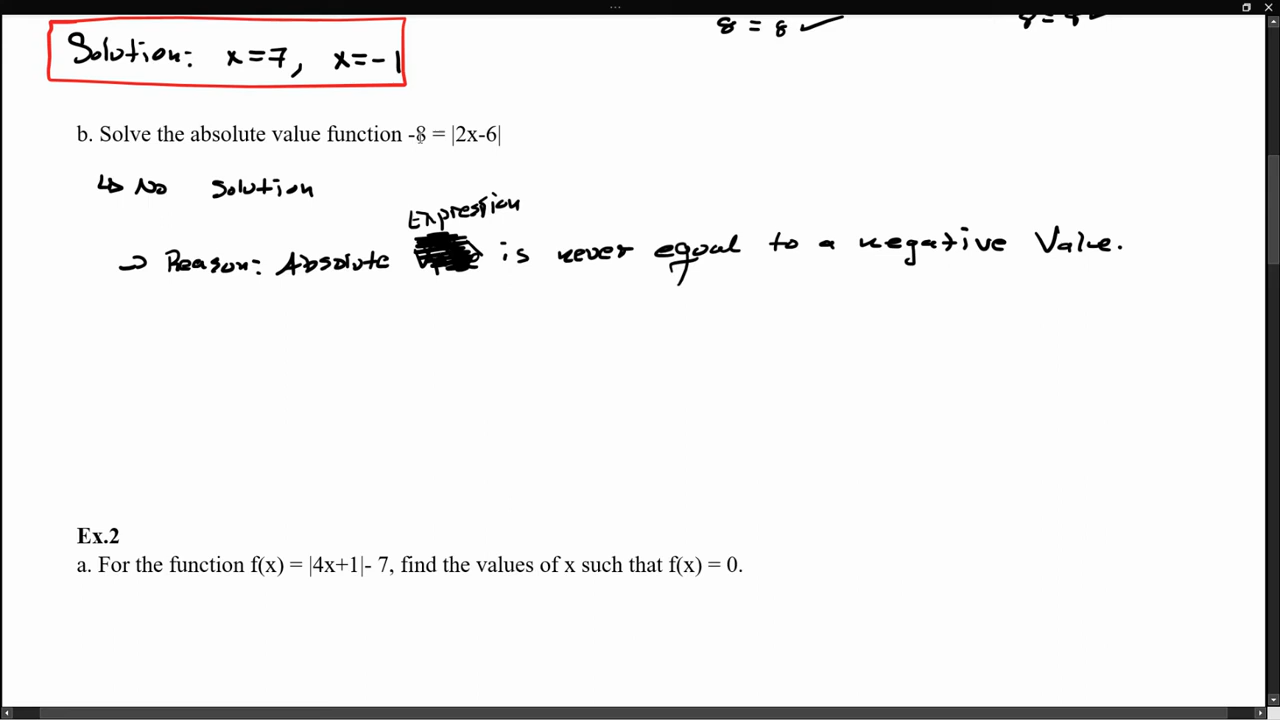 8 = 8 ✓
8 = 8 ✓
Solution: x=7, x=-1
b. Solve the absolute value function -8 = |2x-6|
↳ No Solution
Expression
→ Reason: Absolute is never equal to a negative Value.
Ex.2
a. For the function f(x) = |4x+1|- 7, find the values of x such that f(x) = 0.